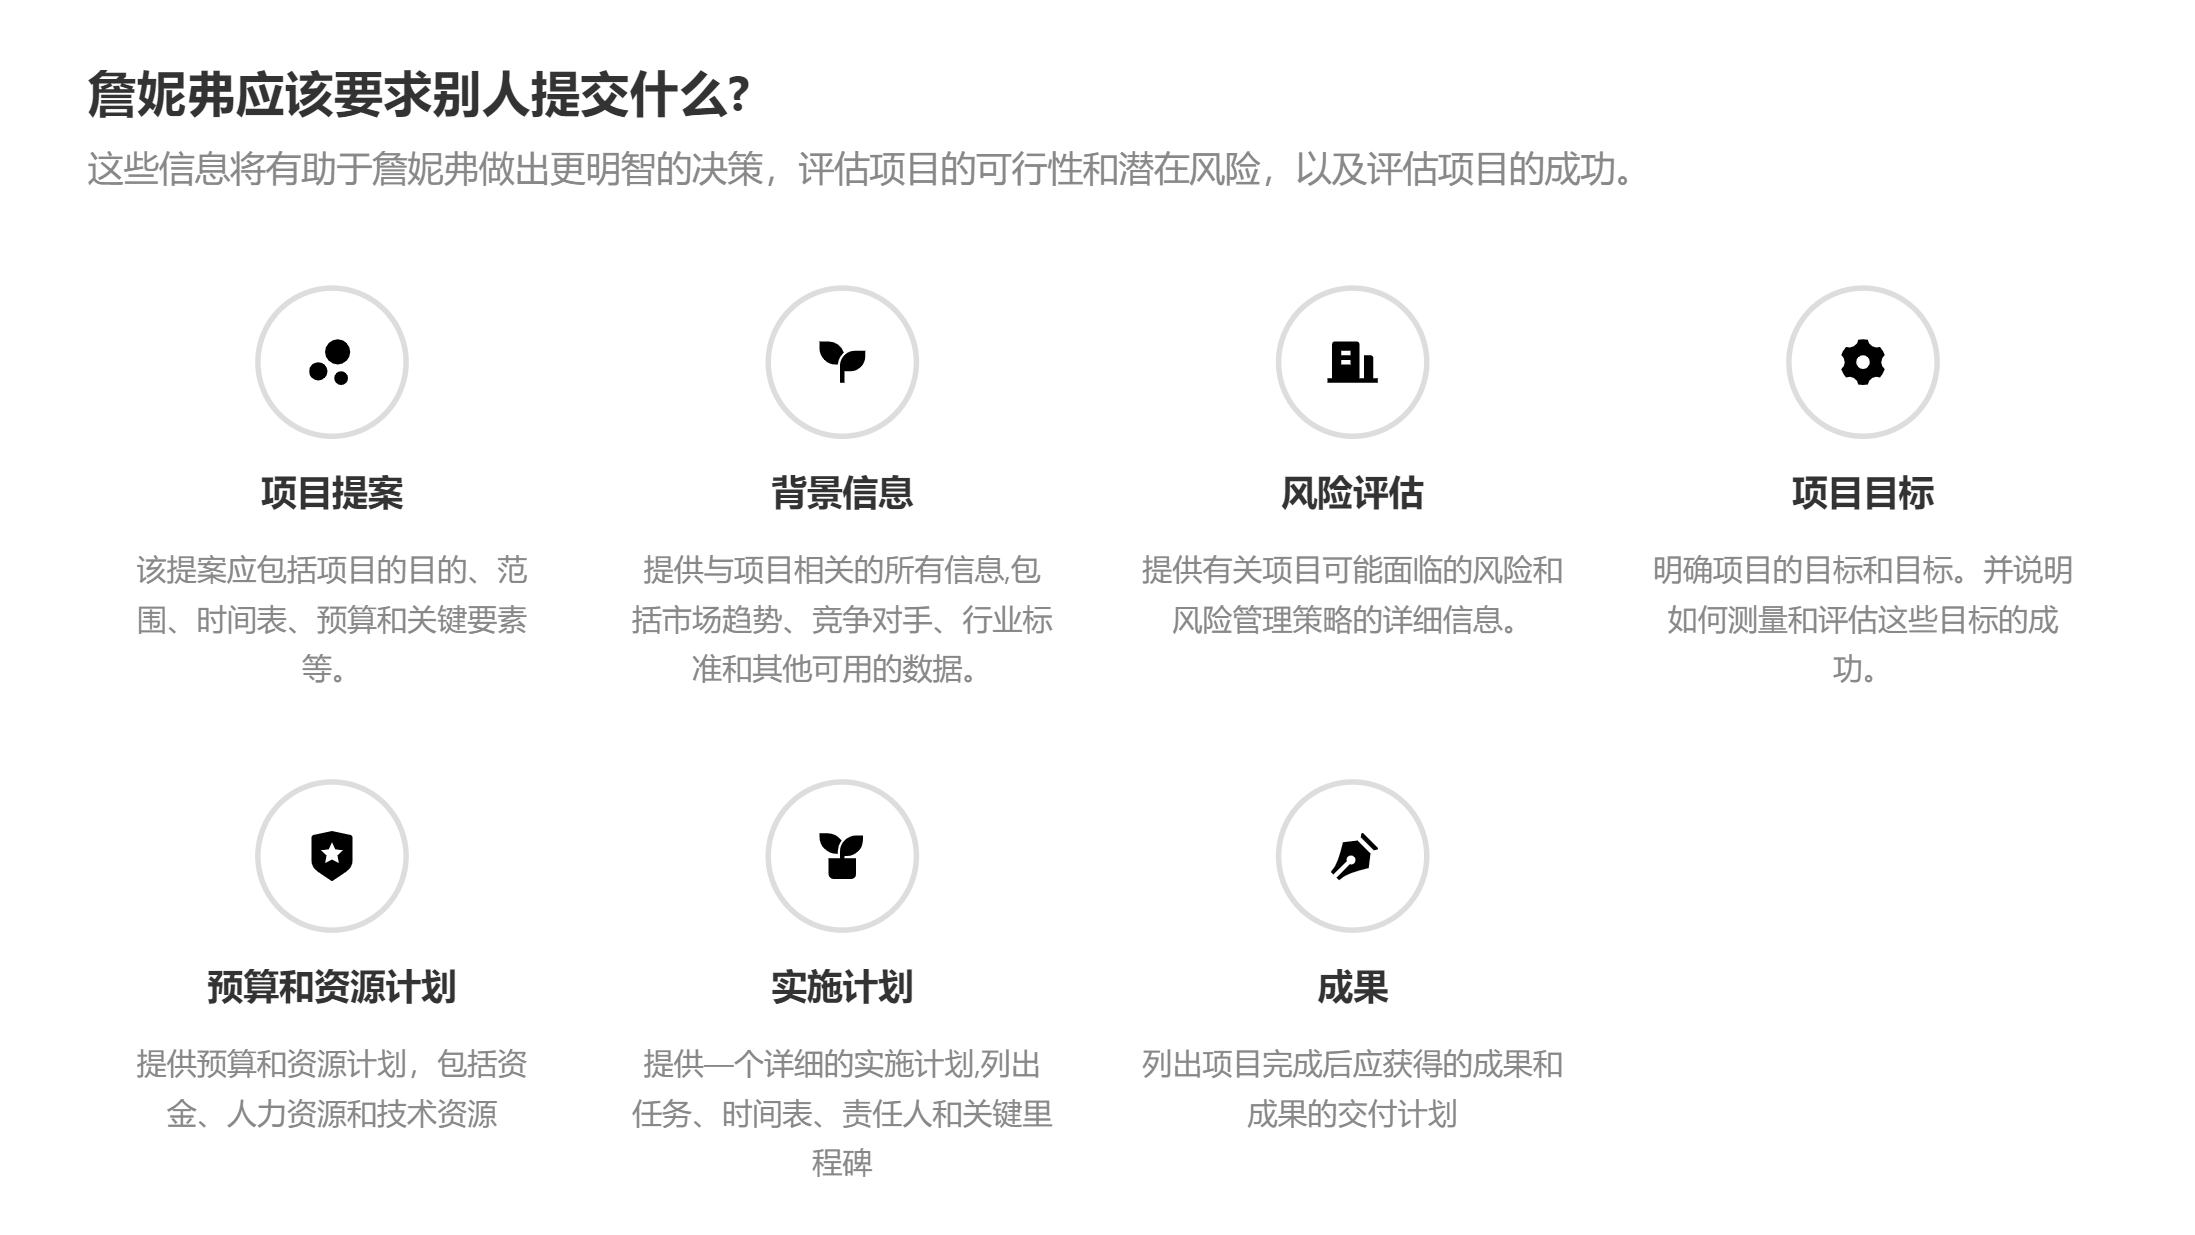 詹妮弗应该要求别人提交什么?
这些信息将有助于詹妮弗做出更明智的决策，评估项目的可行性和潜在风险，以及评估项目的成功。
项目提案
该提案应包括项目的目的、范
围、时间表、预算和关键要素
等。
背景信息
提供与项目相关的所有信息,包
括市场趋势、竞争对手、行业标
准和其他可用的数据。
风险评估
提供有关项目可能面临的风险和
风险管理策略的详细信息。
项目目标
明确项目的目标和目标。并说明
如何测量和评估这些目标的成
功。
预算和资源计划
提供预算和资源计划，包括资
金、人力资源和技术资源
实施计划
提供一个详细的实施计划,列出
任务、时间表、责任人和关键里
程碑
成果
列出项目完成后应获得的成果和
成果的交付计划